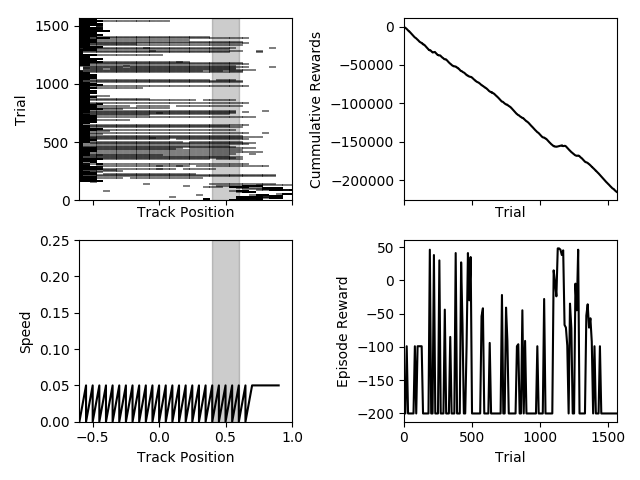 1500
1000
500
0
Trial
Track Position
0
−50000
−100000
−150000
−200000
Cummulative Rewards
Trial
0.25
0.20
0.15
0.10
0.05
0.00
Speed
−0.5 0.0 0.5 1.0
Track Position
50
0
−50
−100
−150
−200
Episode Reward
0 500 1000 1500
Trial